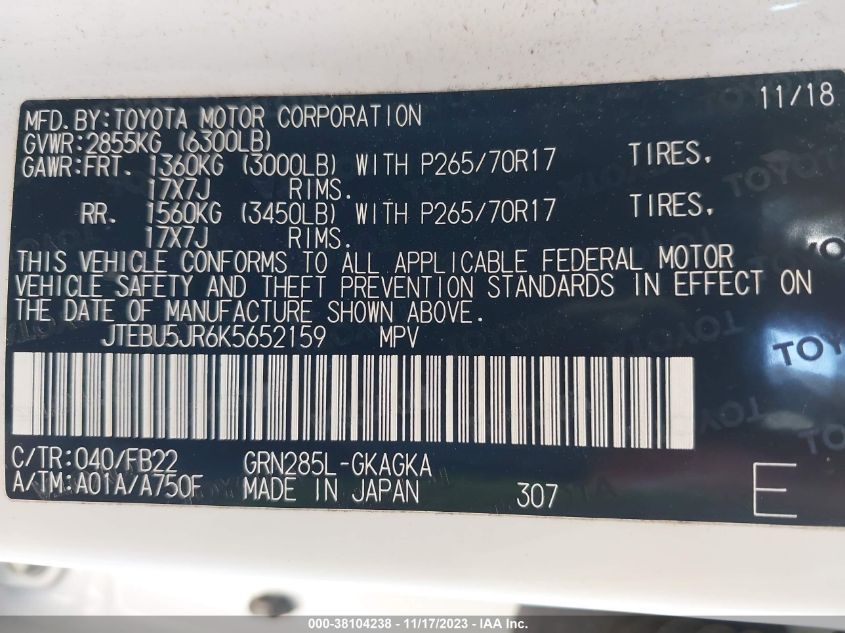 11/18
MFD.BY:TOYOTA MOTOR CORPORATION
GVWR:2855KG (6300LB)
GAWR:FRT. 1360KG (3000LB) WITH P265/70R17 TIRES,
17X7J RIMS.
RR. 1560KG (3450LB) WITH P265/70R17 TIRES,
17X7J RIMS.
THIS VEHICLE CONFORMS TO ALL APPLICABLE FEDERAL MOTOR
VEHICLE SAFETY AND THEFT PREVENTION STANDARDS IN EFFECT ON
THE DATE OF MANUFACTURE SHOWN ABOVE.
JTEBU5JR6K5652159 MPV
C/TR:040/FB22 GRN285L-GKAGKA
A/TM:A01A/A750F MADE IN JAPAN 307 E
000-38104238 - 11/17/2023 - IAA Inc.